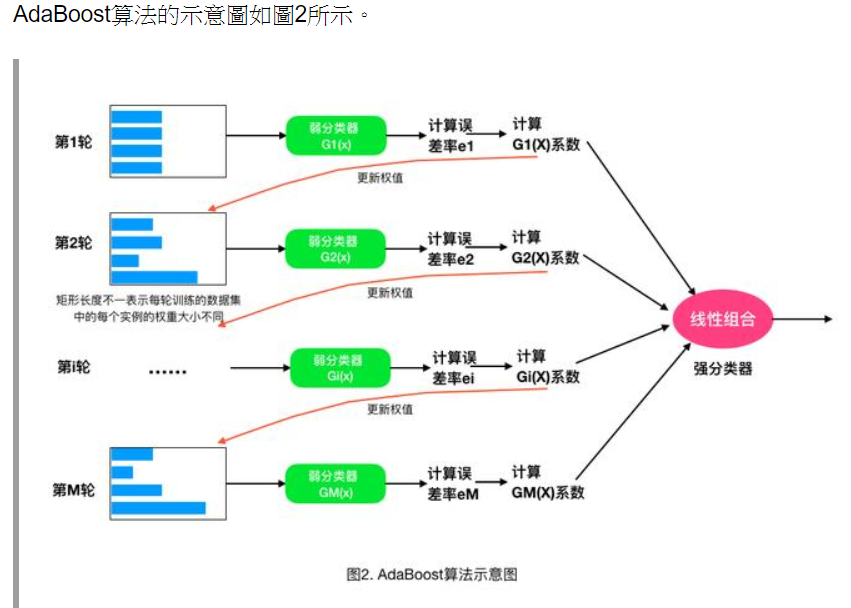 AdaBoost算法的示意圖如圖2所示。
第1轮
弱分类器
G1(x)
计算误
差率e1
计算
G1(X)系数
更新权值
第2轮
弱分类器
G2(x)
计算误
差率e2
计算
G2(X)系数
更新权值
矩形长度不一表示每轮训练的数据集
中的每个实例的权重大小不同
线性组合
强分类器
第i轮
......
弱分类器
Gi(x)
计算误
差率ei
计算
Gi(X)系数
更新权值
第M轮
弱分类器
GM(x)
计算误
差率eM
计算
GM(X)系数
图2. AdaBoost算法示意图